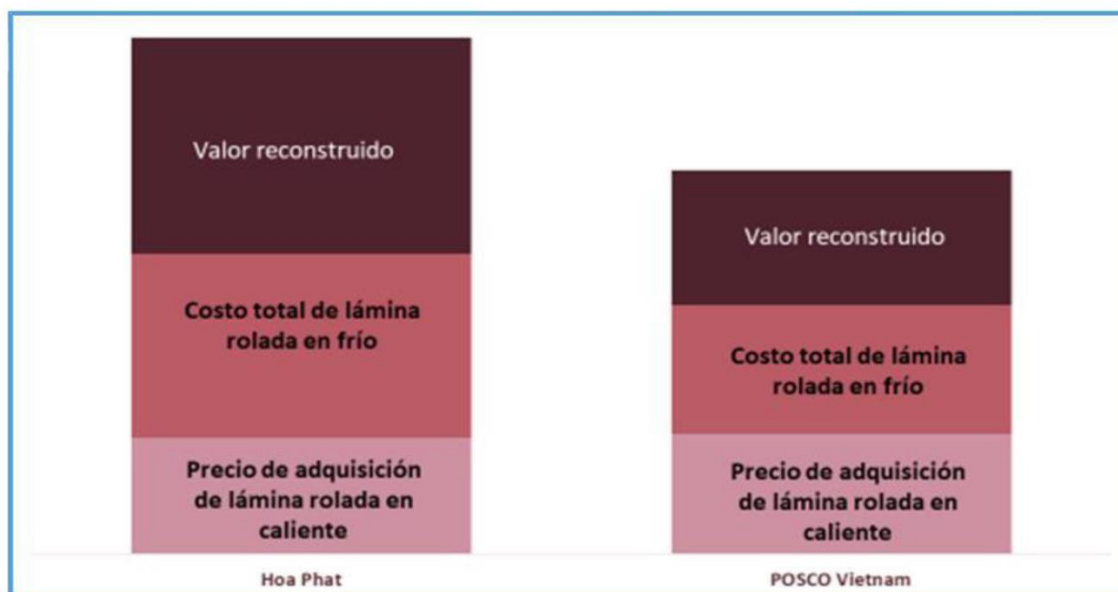 Valor reconstruido
Costo total de lámina
rolada en frío
Precio de adquisición
de lámina rolada en
caliente
Hoa Phat
Valor reconstruido
Costo total de lámina
rolada en frío
Precio de adquisición
de lámina rolada en
caliente
POSCO Vietnam